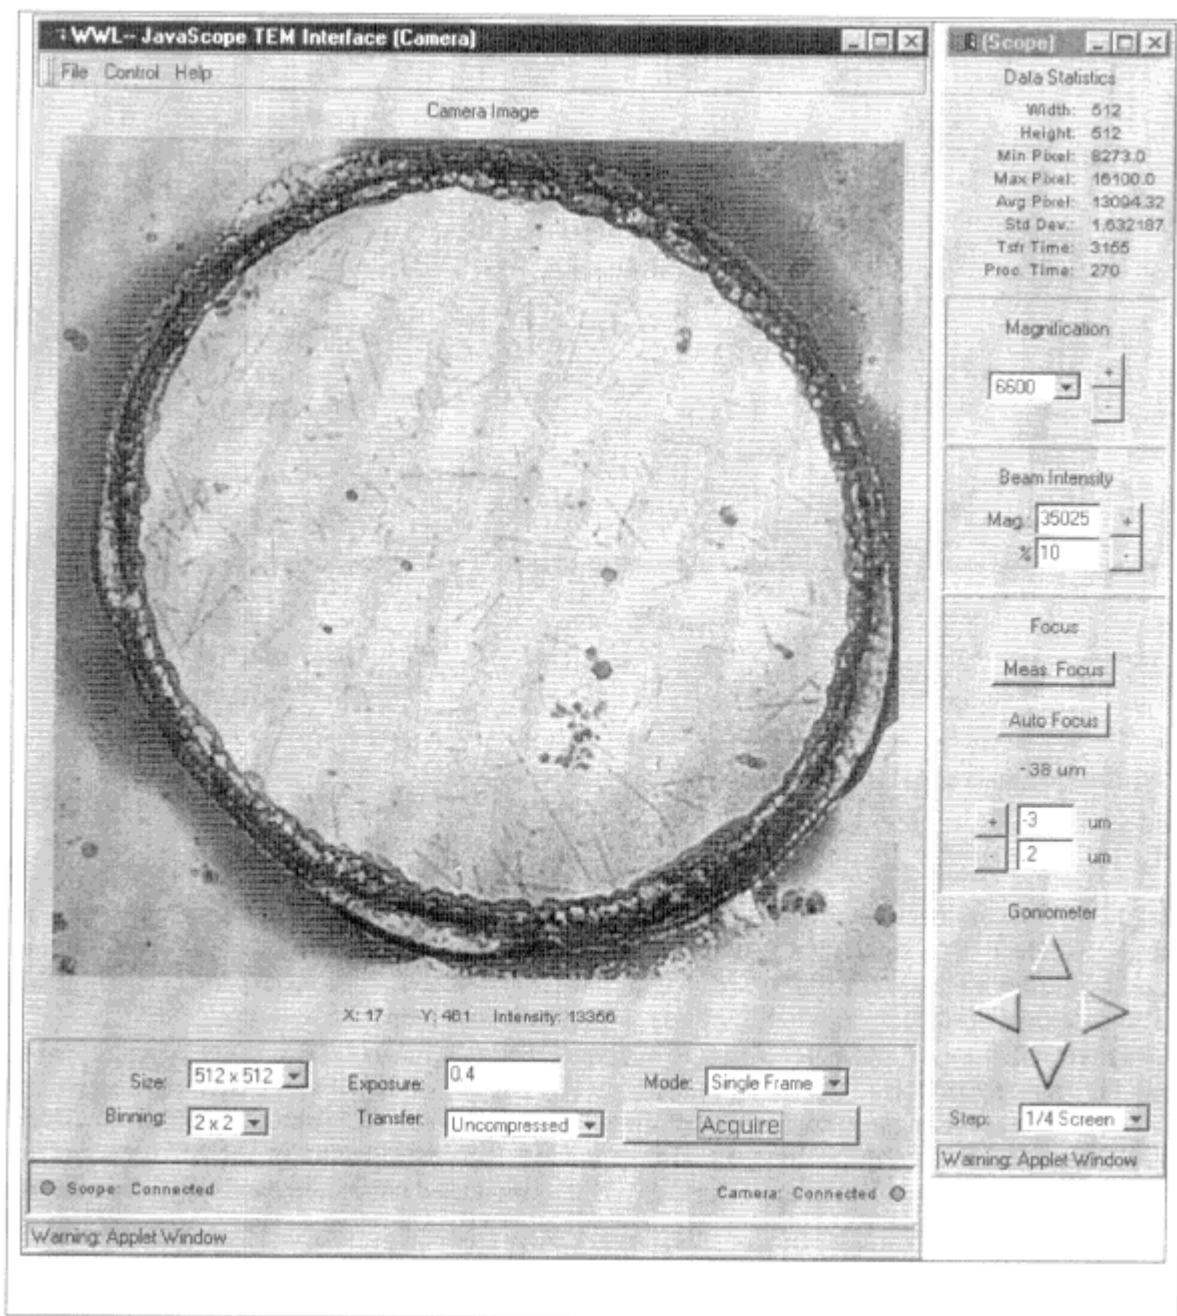 WWL-- JavaScope TEM Interface (Camera)
File Control Help
Camera Image
X: 17 Y: 461 Intensity: 13366
Size: 512 x 512 Exposure: 0.4 Mode: Single Frame
Binning: 2 x 2 Transfer: Uncompressed Acquire
Scope: Connected Camera: Connected
Warning: Applet Window
(Scope)
Data Statistics
Width: 512
Height: 512
Min Pixel: 8273.0
Max Pixel: 16100.0
Avg Pixel: 13094.32
Std Dev.: 1.632187
Tsfr Time: 3165
Proc. Time: 270
Magnification
6600 +
-
Beam Intensity
Mag.: 35025 +
% 10 -
Focus
Meas. Focus
Auto Focus
-38 um
+ -3 um
- .2 um
Goniometer
Step: 1/4 Screen
Warning: Applet Window